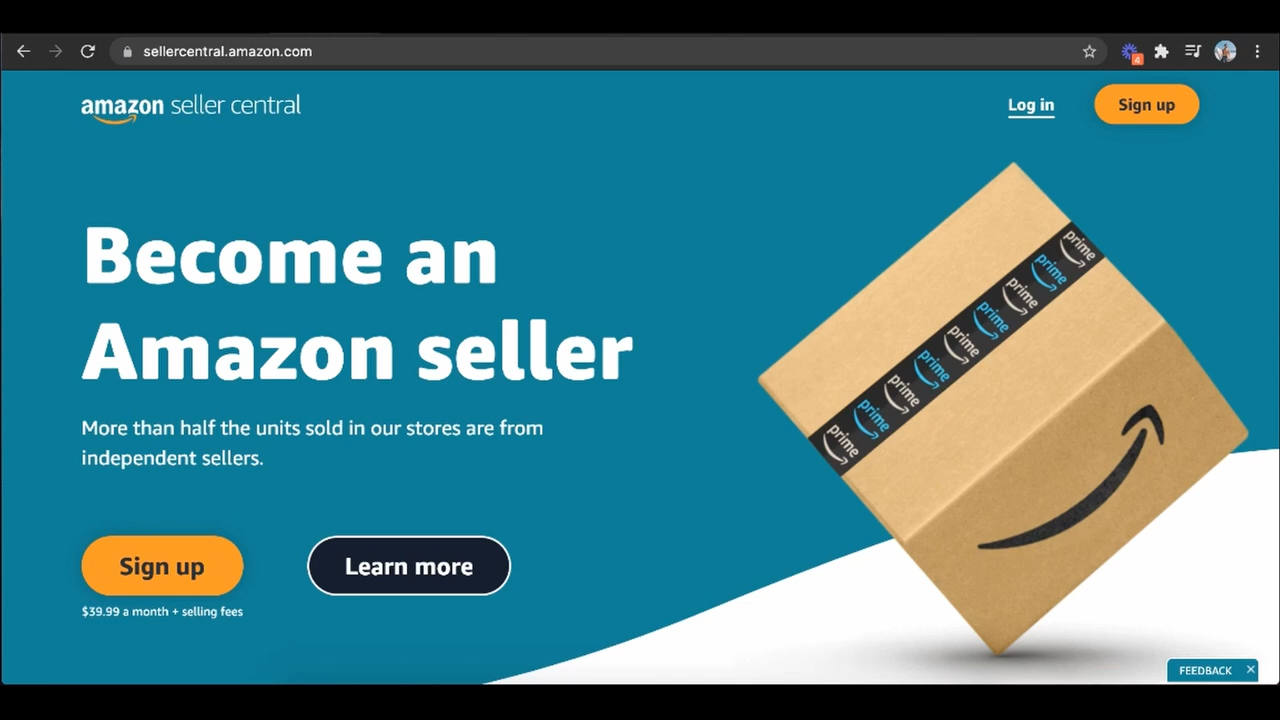 sellercentral.amazon.com
4
amazon seller central
Log in
Sign up
Become an
Amazon seller
More than half the units sold in our stores are from
independent sellers.
Sign up
Learn more
$39.99 a month + selling fees
prime
prime
prime
prime
prime
prime
prime
prime
prime
FEEDBACK